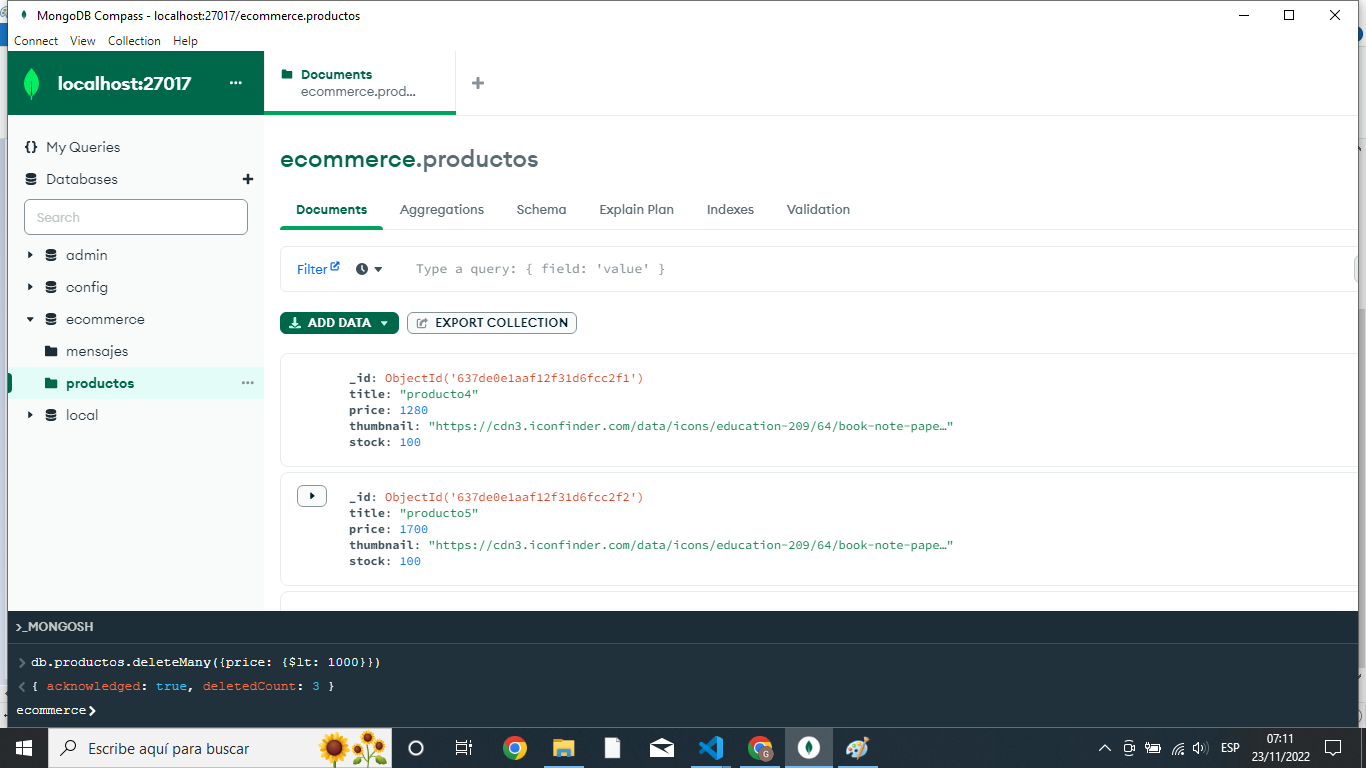 MongoDB Compass - localhost:27017/ecommerce.productos
Connect View Collection Help
localhost:27017
Documents
ecommerce.prod...
My Queries
Databases
Search
admin
config
ecommerce
mensajes
productos
local
ecommerce.productos
Documents Aggregations Schema Explain Plan Indexes Validation
Filter Type a query: { field: 'value' }
ADD DATA EXPORT COLLECTION
_id: ObjectId('637de0e1aaf12f31d6fcc2f1')
title: "producto4"
price: 1280
thumbnail: "https://cdn3.iconfinder.com/data/icons/education-209/64/book-note-pape…"
stock: 100
_id: ObjectId('637de0e1aaf12f31d6fcc2f2')
title: "producto5"
price: 1700
thumbnail: "https://cdn3.iconfinder.com/data/icons/education-209/64/book-note-pape…"
stock: 100
>_MONGOSH
> db.productos.deleteMany({price: {$lt: 1000}})
< { acknowledged: true, deletedCount: 3 }
ecommerce>
Escribe aquí para buscar
ESP
07:11
23/11/2022